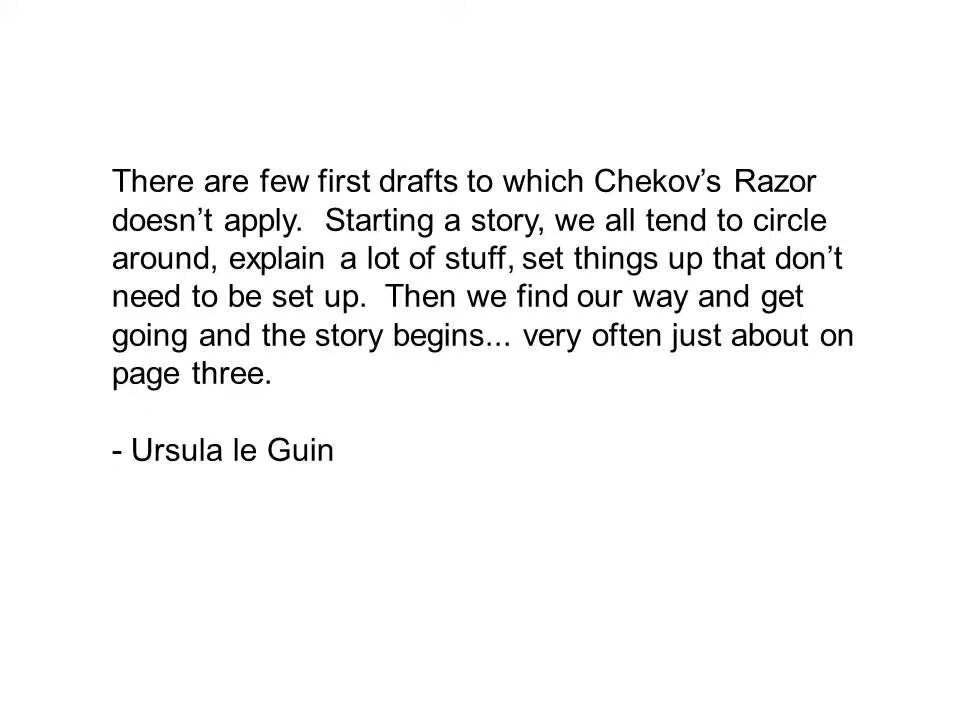 There are few first drafts to which Chekov’s Razor
doesn’t apply.  Starting a story, we all tend to circle
around, explain a lot of stuff, set things up that don’t
need to be set up.  Then we find our way and get
going and the story begins... very often just about on
page three.
- Ursula le Guin